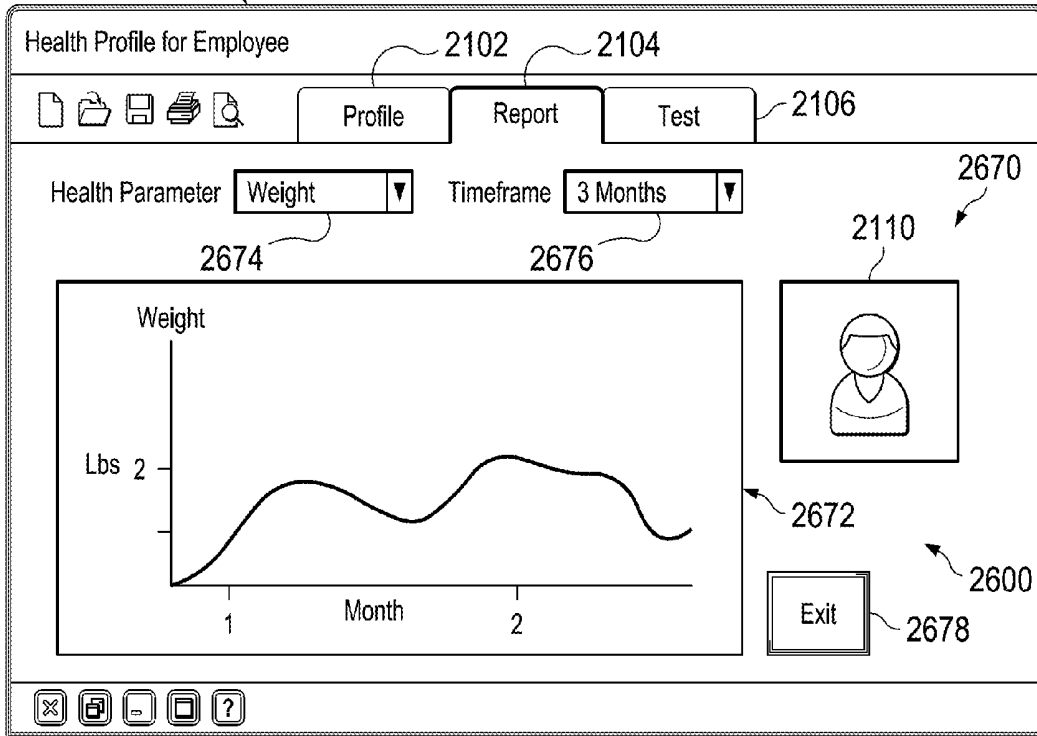 Health Profile for Employee
2102
2104
Profile
Report
Test
2106
Health Parameter
Weight
Timeframe
3 Months
2670
2674
2676
2110
Weight
Lbs 2
2672
2600
1
Month
2
Exit
2678
?